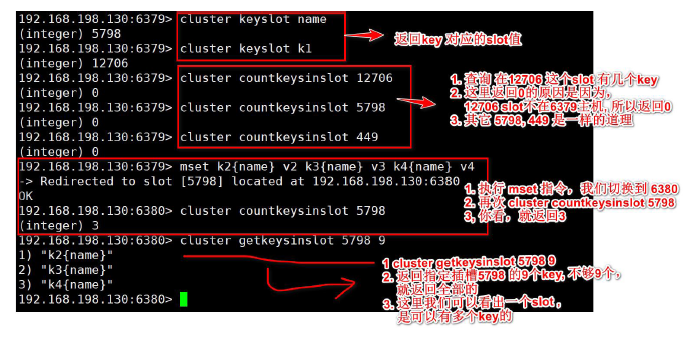 192.168.198.130:6379> cluster keyslot name
(integer) 5798
192.168.198.130:6379> cluster keyslot k1
(integer) 12706
192.168.198.130:6379> cluster countkeysinslot 12706
(integer) 0
192.168.198.130:6379> cluster countkeysinslot 5798
(integer) 0
192.168.198.130:6379> cluster countkeysinslot 449
(integer) 0
192.168.198.130:6379> mset k2{name} v2 k3{name} v3 k4{name} v4
-> Redirected to slot [5798] located at 192.168.198.130:6380
OK
192.168.198.130:6380> cluster countkeysinslot 5798
(integer) 3
192.168.198.130:6380> cluster getkeysinslot 5798 9
1) "k2{name}"
2) "k3{name}"
3) "k4{name}"
192.168.198.130:6380>
返回key 对应的slot值
1. 查询 在12706 这个slot 有几个key
2. 这里返回0的原因是因为，
12706 slot不在6379主机, 所以返回0
3. 其它 5798, 449 是一样的道理
1. 执行 mset 指令，我们切换到 6380
2. 再次 cluster countkeysinslot 5798
3, 你看，就返回3
1 cluster getkeysinslot 5798 9
2. 返回指定插槽5798 的9个key, 不够9个，
就返回全部的
3. 这里我们可以看出一个slot ,
是可以有多个key的